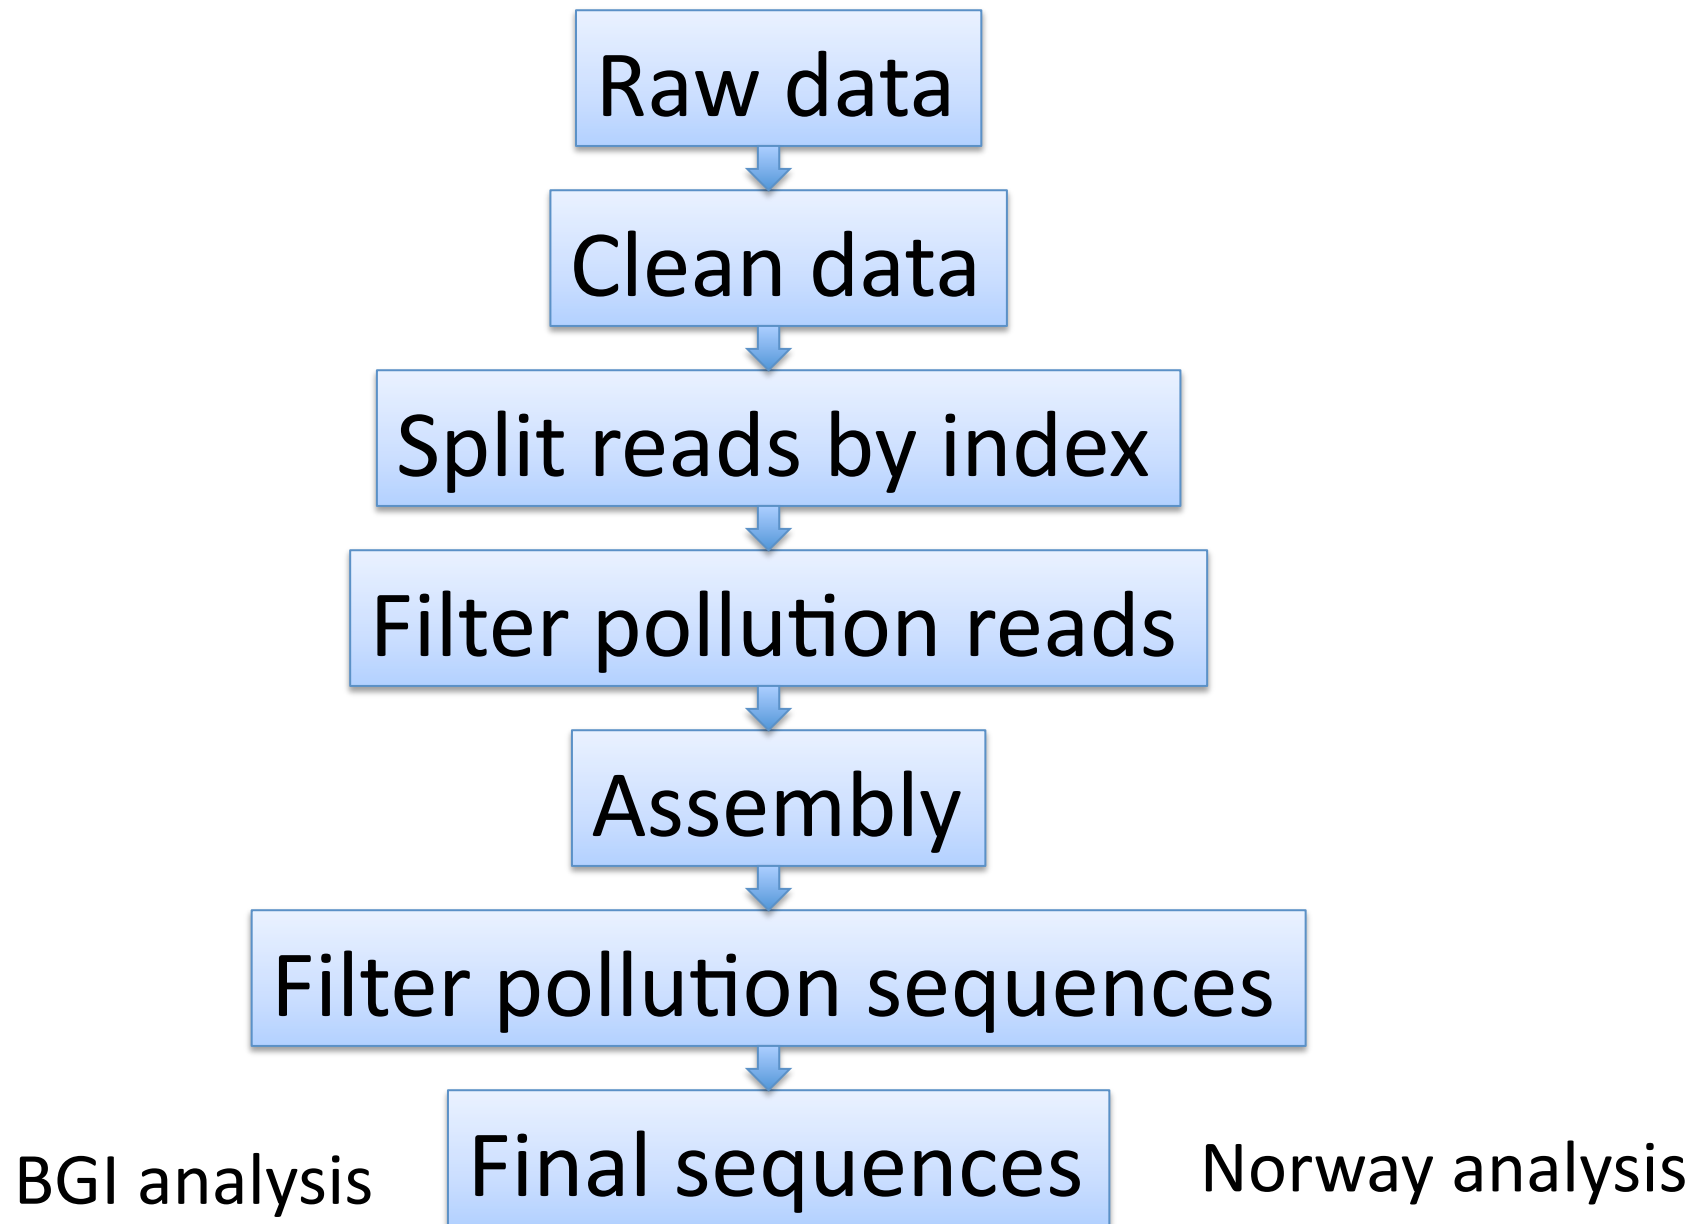 Raw data
Clean data
Split reads by index
Filter pollution reads
Assembly
Filter pollution sequences
BGI analysis
Final sequences
Norway analysis